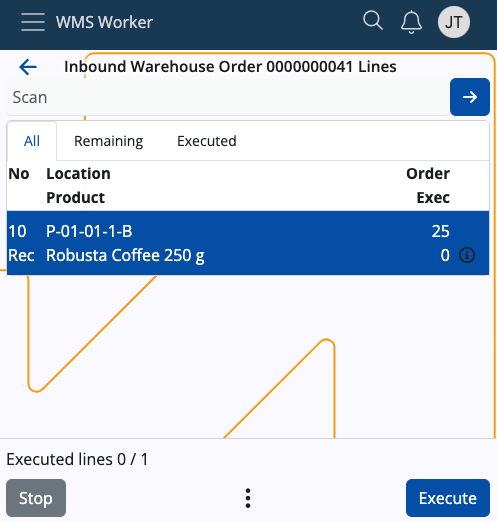 WMS Worker
JT
Inbound Warehouse Order 0000000041 Lines
Scan
All Remaining Executed
No Location Order
Product Exec
10 P-01-01-1-B 25
Rec Robusta Coffee 250 g 0
Executed lines 0 / 1
Stop Execute